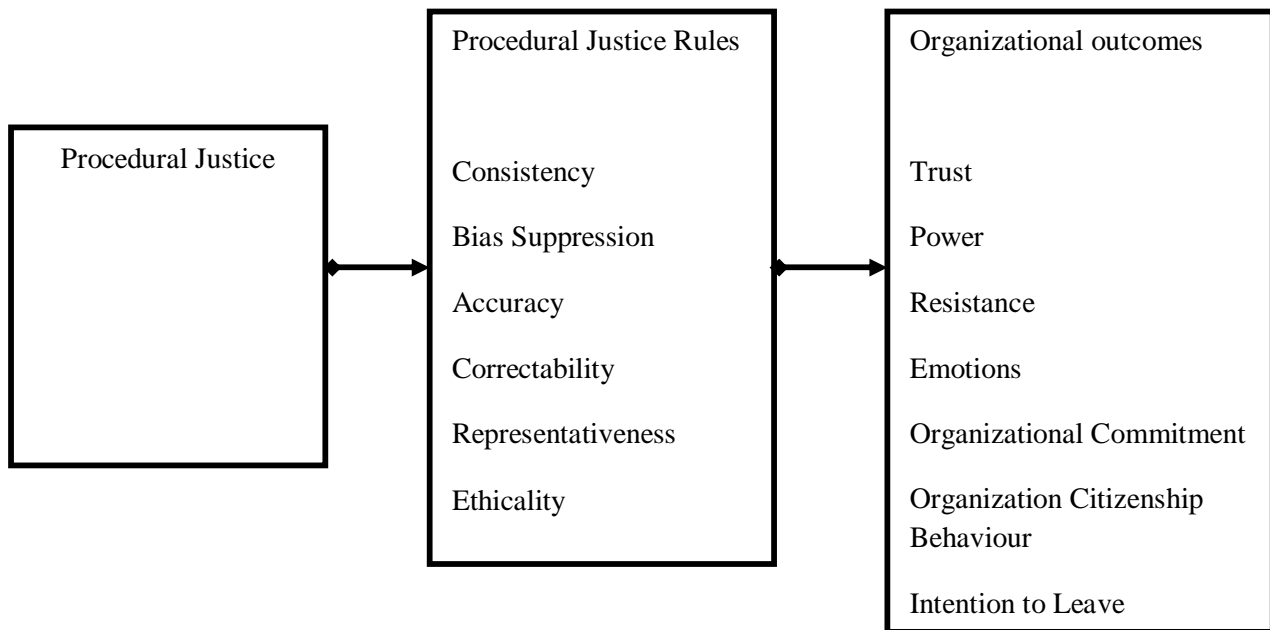 Procedural Justice
Procedural Justice Rules
Consistency
Bias Suppression
Accuracy
Correctability
Representativeness
Ethicality
Organizational outcomes
Trust
Power
Resistance
Emotions
Organizational Commitment
Organization Citizenship
Behaviour
Intention to Leave